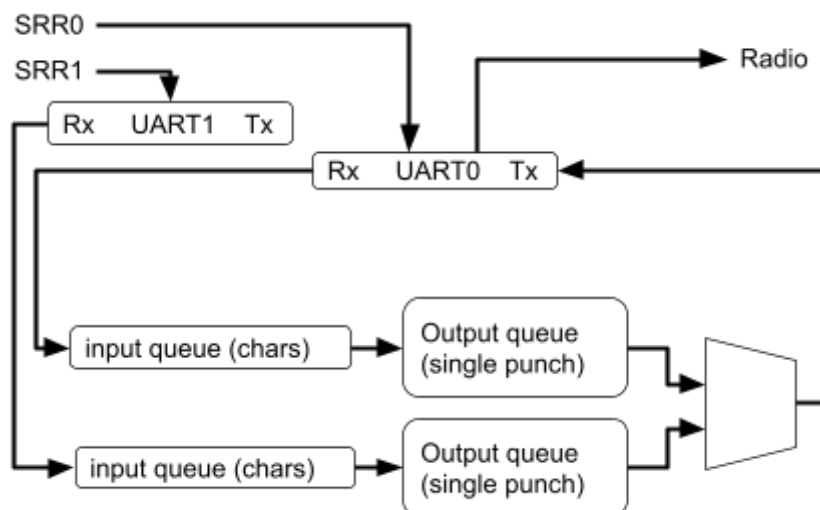 SRR0
Radio
SRR1
Rx UART1 Tx
Rx UART0 Tx
input queue (chars)
Output queue
(single punch)
input queue (chars)
Output queue
(single punch)